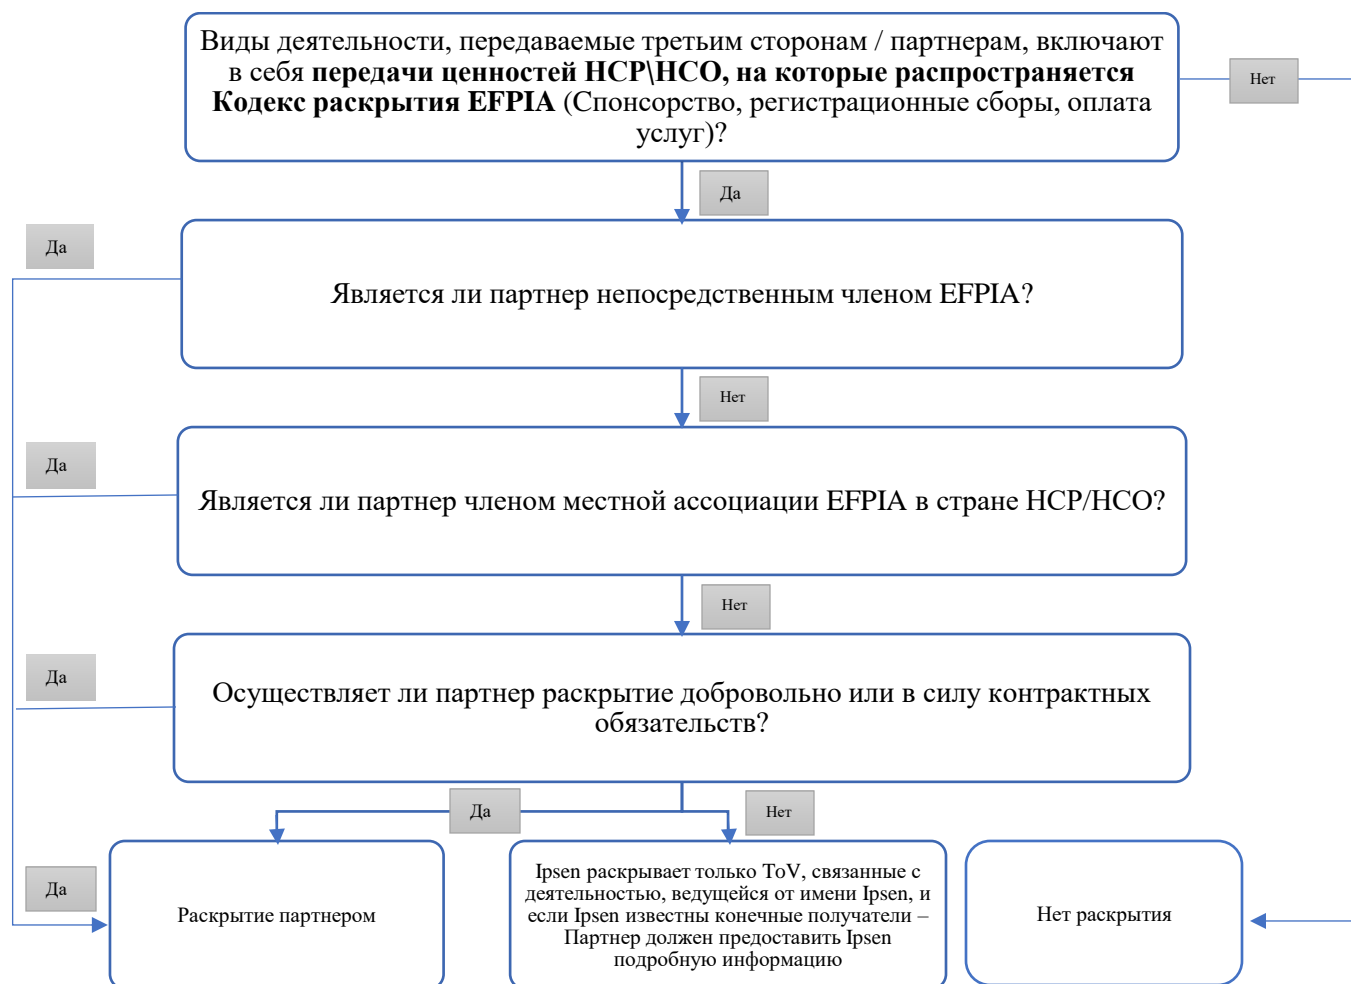 Виды деятельности, передаваемые третьим сторонам / партнерам, включают
в себя передачи ценностей HCP\HCO, на которые распространяется
Кодекс раскрытия EFPIA (Спонсорство, регистрационные сборы, оплата
услуг)?
Нет
Да
Да
Является ли партнер непосредственным членом EFPIA?
Нет
Да
Является ли партнер членом местной ассоциации EFPIA в стране HCP/HCO?
Нет
Да
Осуществляет ли партнер раскрытие добровольно или в силу контрактных
обязательств?
Да
Нет
Да
Раскрытие партнером
Ipsen раскрывает только ToV, связанные с
деятельностью, ведущейся от имени Ipsen, и
если Ipsen известны конечные получатели –
Партнер должен предоставить Ipsen
подробную информацию
Нет раскрытия